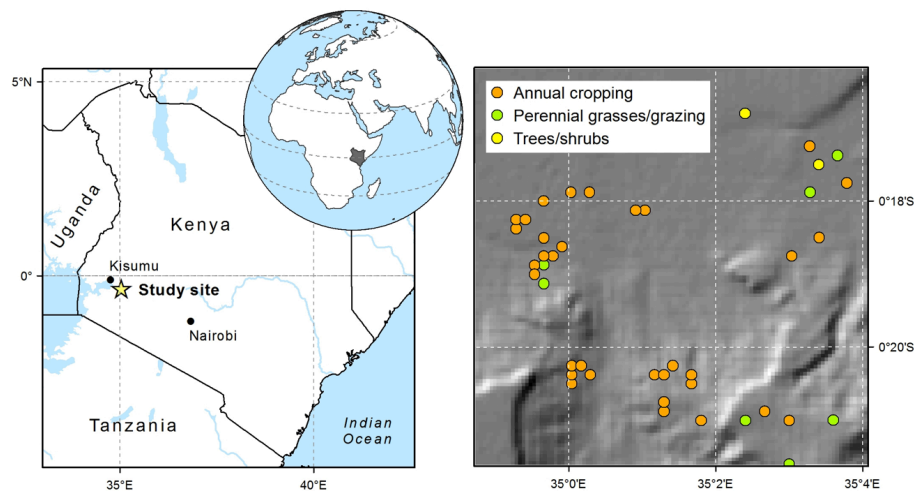 5°N
Uganda
Kenya
0°
Kisumu
Study site
Nairobi
Tanzania
Indian
Ocean
35°E
40°E
Annual cropping
Perennial grasses/grazing
Trees/shrubs
0°18'S
0°20'S
35°0'E
35°2'E
35°4'E